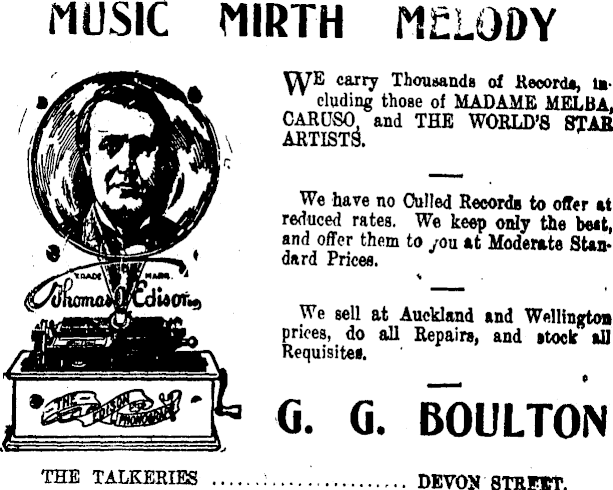 MUSIC MIRTH MELODY
WE carry Thousands of Records, in-
cluding those of MADAME MELBA,
CARUSO, and THE WORLD'S STAR
ARTISTS.
We have no Culled Records to offer at
reduced rates. We keep only the best,
and offer them to you at Moderate Stan-
dard Prices.
We sell at Auckland and Wellington
prices, do all Repairs, and stock all
Requisites.
TRADE MARK
Thomas A Edison
THE EDISON PHONOGRAPH
G. G. BOULTON
THE TALKERIES ..................... DEVON STREET.